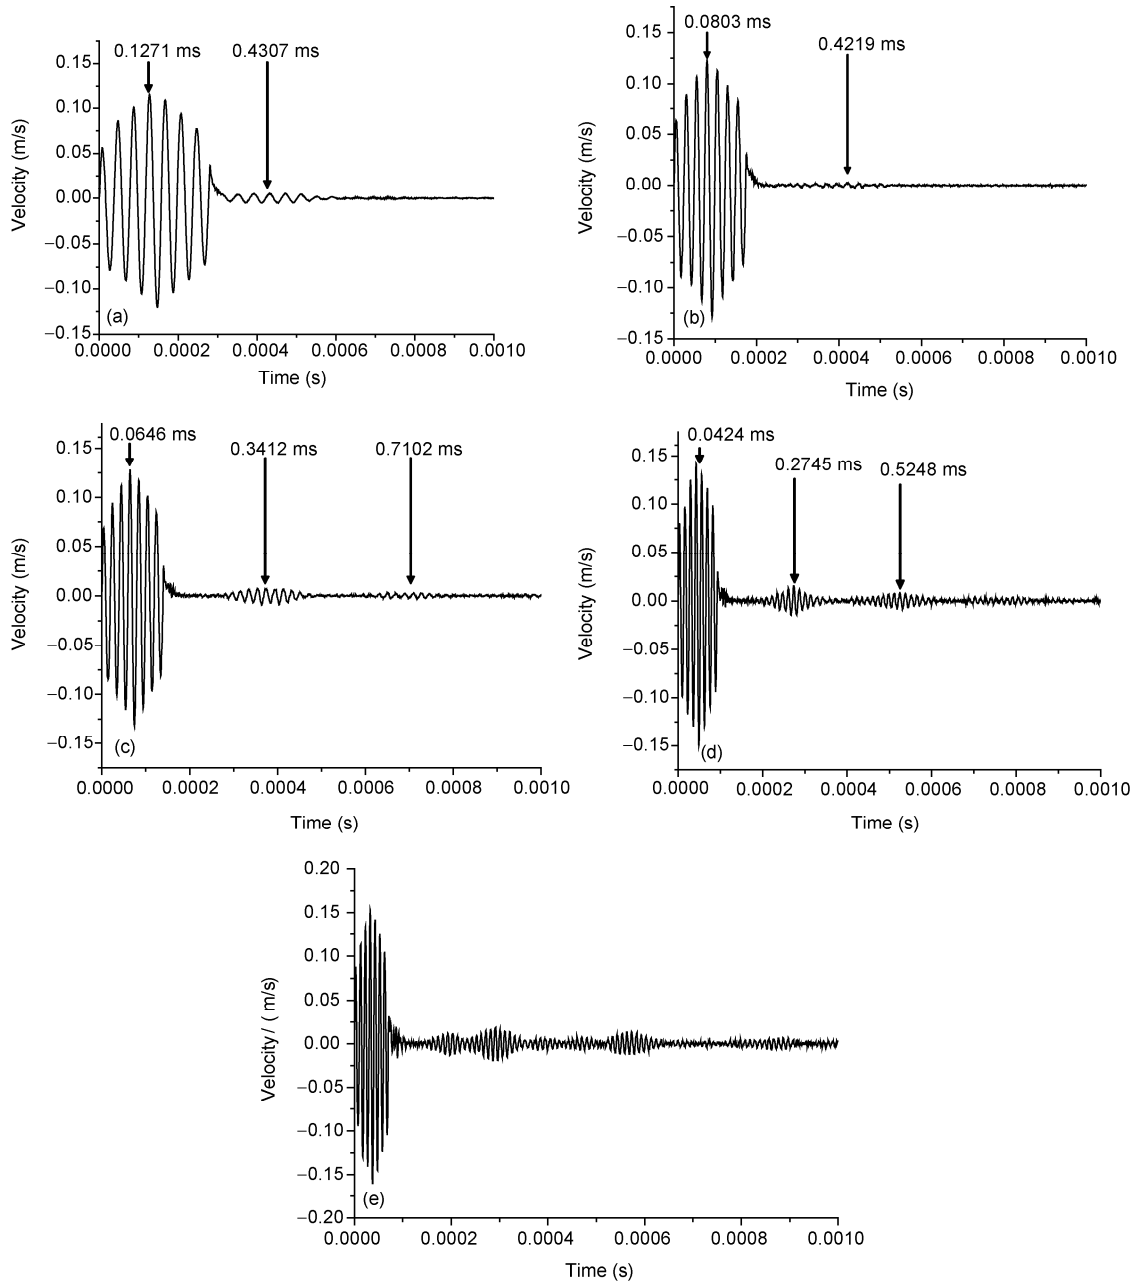 0.1271 ms 0.4307 ms
0.15
0.10
0.05
0.00
−0.05
−0.10
−0.15
Velocity (m/s)
(a)
0.0000 0.0002 0.0004 0.0006 0.0008 0.0010
Time (s)
0.0803 ms
0.4219 ms
0.15
0.10
0.05
0.00
−0.05
−0.10
−0.15
Velocity (m/s)
(b)
0.0000 0.0002 0.0004 0.0006 0.0008 0.0010
Time (s)
0.0646 ms
0.3412 ms 0.7102 ms
0.15
0.10
0.05
0.00
−0.05
−0.10
−0.15
Velocity (m/s)
(c)
0.0000 0.0002 0.0004 0.0006 0.0008 0.0010
Time (s)
0.0424 ms
0.2745 ms 0.5248 ms
0.15
0.10
0.05
0.00
−0.05
−0.10
−0.15
Velocity (m/s)
(d)
0.0000 0.0002 0.0004 0.0006 0.0008 0.0010
Time (s)
0.20
0.15
0.10
0.05
0.00
−0.05
−0.10
−0.15
−0.20
Velocity / ( m/s)
(e)
0.0000 0.0002 0.0004 0.0006 0.0008 0.0010
Time (s)